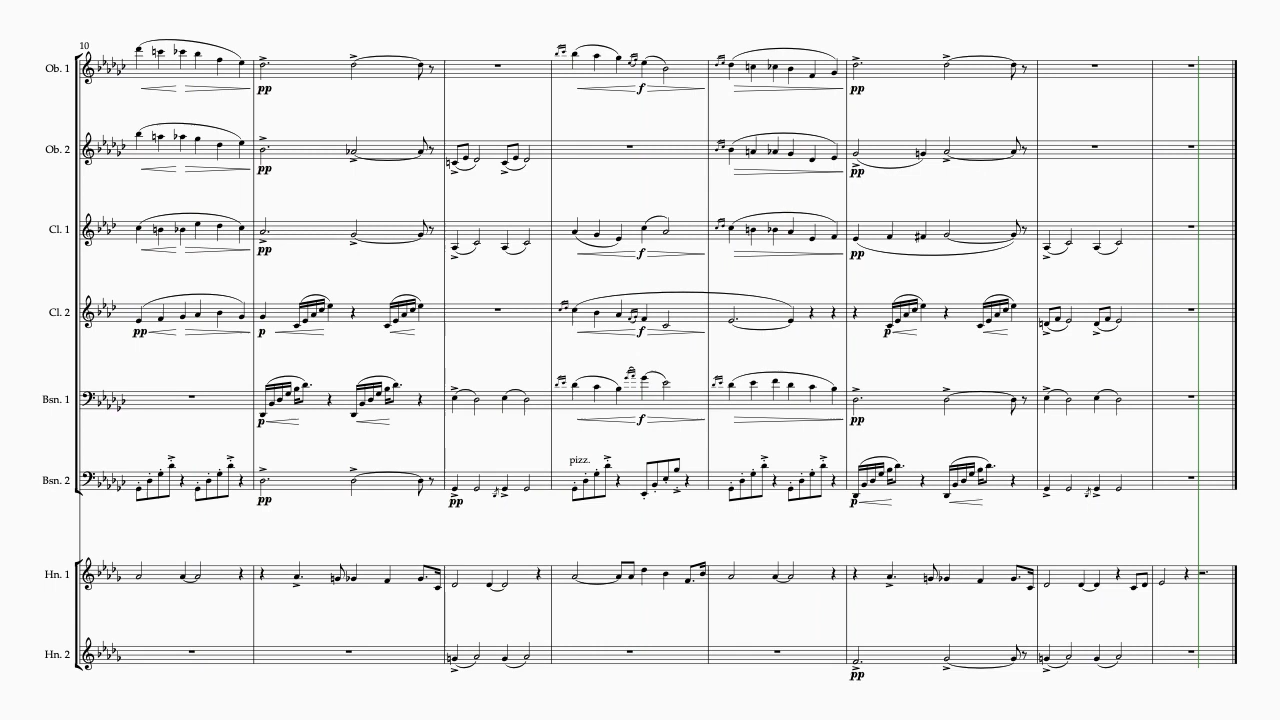 10
Ob. 1
pp
f
pp
Ob. 2
pp
pp
Cl. 1
pp
f
pp
Cl. 2
pp
p
f
p
Bsn. 1
p
f
pp
pizz.
Bsn. 2
pp
pp
p
Hn. 1
Hn. 2
pp